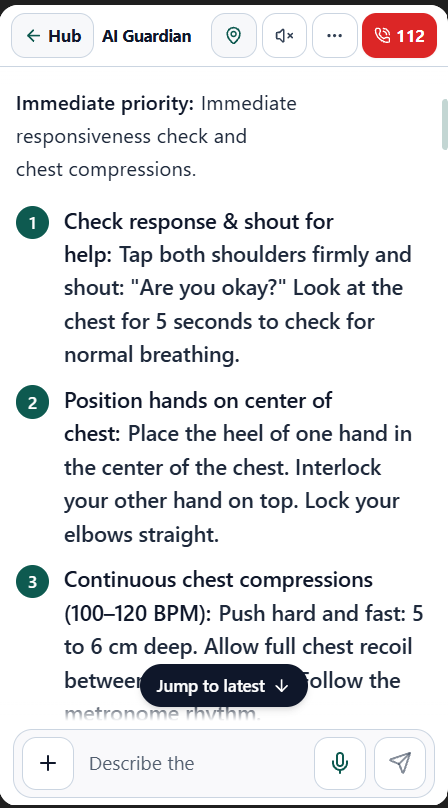 Hub AI Guardian 112
Immediate priority: Immediate
responsiveness check and
chest compressions.
1 Check response & shout for
help: Tap both shoulders firmly and
shout: "Are you okay?" Look at the
chest for 5 seconds to check for
normal breathing.
2 Position hands on center of
chest: Place the heel of one hand in
the center of the chest. Interlock
your other hand on top. Lock your
elbows straight.
3 Continuous chest compressions
(100–120 BPM): Push hard and fast: 5
to 6 cm deep. Allow full chest recoil
between Follow the
Jump to latest
metronome rhythm.
Describe the